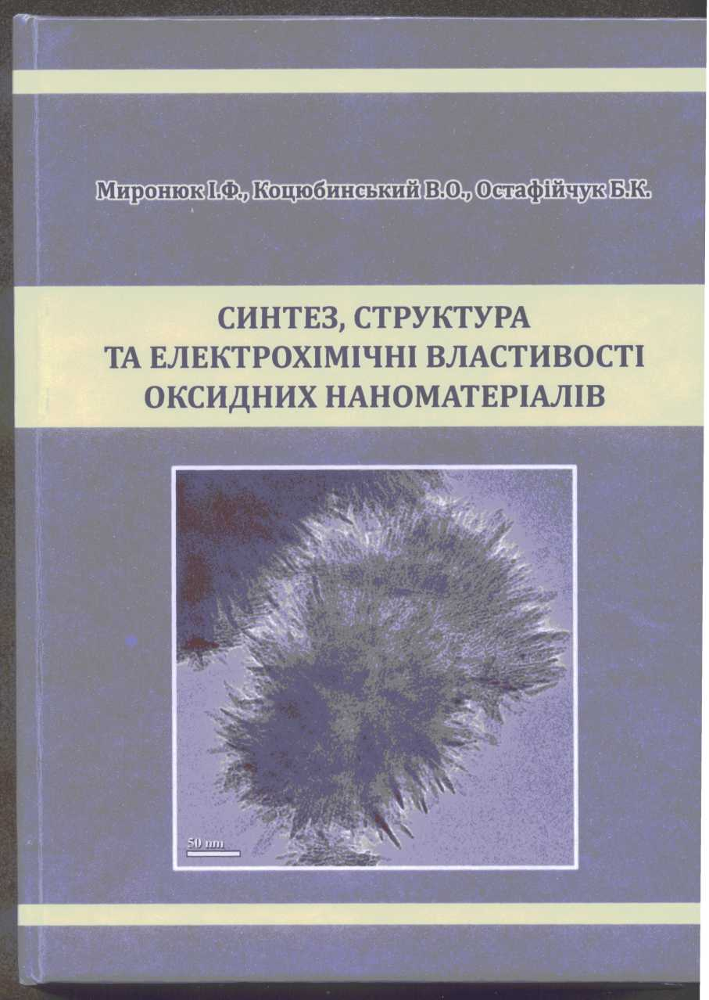 Миронюк І.Ф., Коцюбинський В.О., Остафійчук Б.К.
СИНТЕЗ, СТРУКТУРА
ТА ЕЛЕКТРОХІМІЧНІ ВЛАСТИВОСТІ
ОКСИДНИХ НАНОМАТЕРІАЛІВ
50 nm